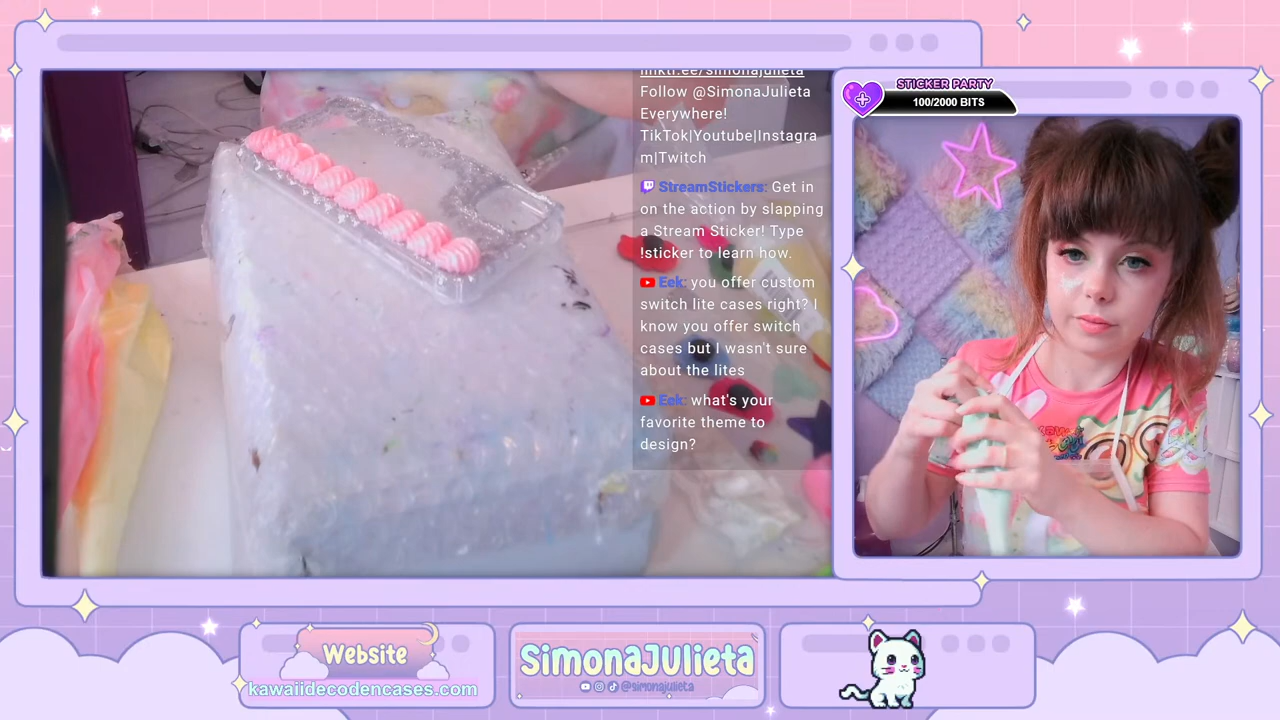 linktr.ee/simonajulieta
Follow @SimonaJulieta
Everywhere!
TikTok|Youtube|Instagra
m|Twitch
StreamStickers: Get in
on the action by slapping
a Stream Sticker! Type
!sticker to learn how.
Eek: you offer custom
switch lite cases right? I
know you offer switch
cases but I wasn't sure
about the lites
Eek: what's your
favorite theme to
design?
STICKER PARTY
100/2000 BITS
Website
kawaiidecodencases.com
SimonaJulieta
@simonajulieta